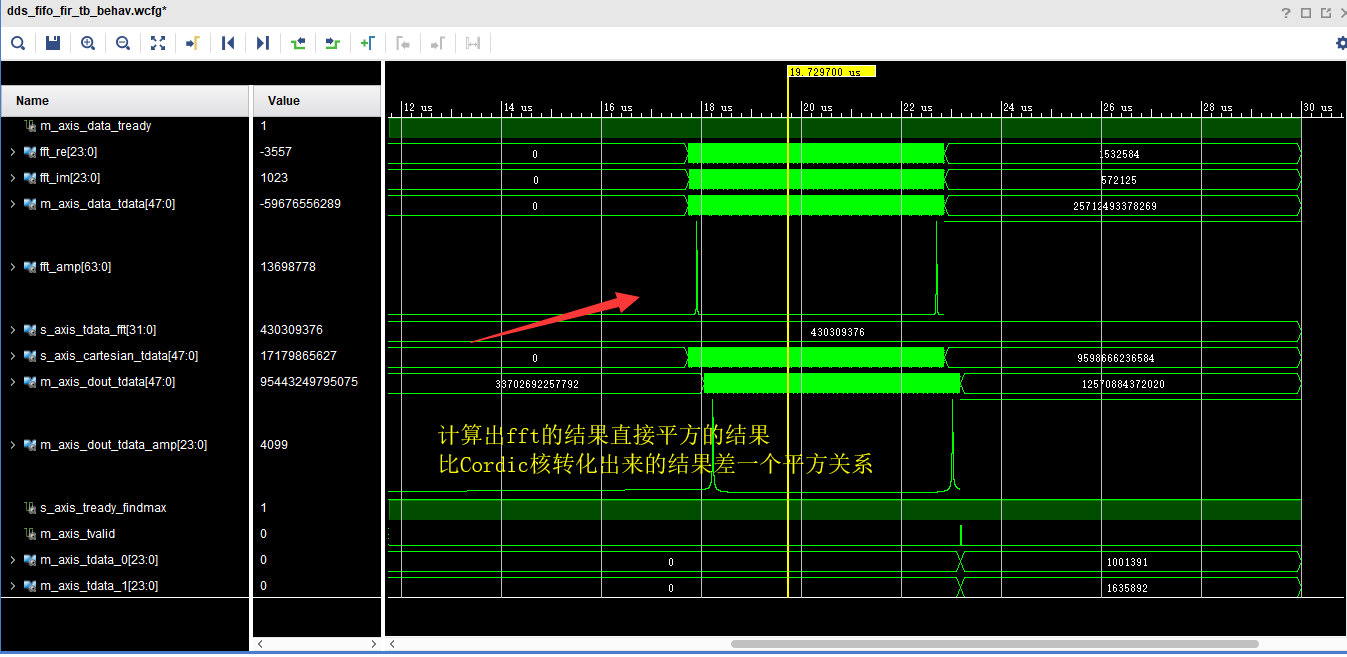 dds_fifo_fir_tb_behav.wcfg*
19.729700 us
Name Value 12 us 14 us 16 us 18 us 20 us 22 us 24 us 26 us 28 us 30 us
m_axis_data_tready 1
fft_re[23:0] -3557 0 1532584
fft_im[23:0] 1023 0 572125
m_axis_data_tdata[47:0] -59676556289 0 25712493378269
fft_amp[63:0] 13698778
s_axis_tdata_fft[31:0] 430309376 430309376
s_axis_cartesian_tdata[47:0] 17179865627 0 9598666236584
m_axis_dout_tdata[47:0] 95443249795075 33702692257792 12570884372020
计算出fft的结果直接平方的结果
m_axis_dout_tdata_amp[23:0] 4099
比Cordic核转化出来的结果差一个平方关系
s_axis_tready_findmax 1
m_axis_tvalid 0
m_axis_tdata_0[23:0] 0 0 1001391
m_axis_tdata_1[23:0] 0 0 1635892